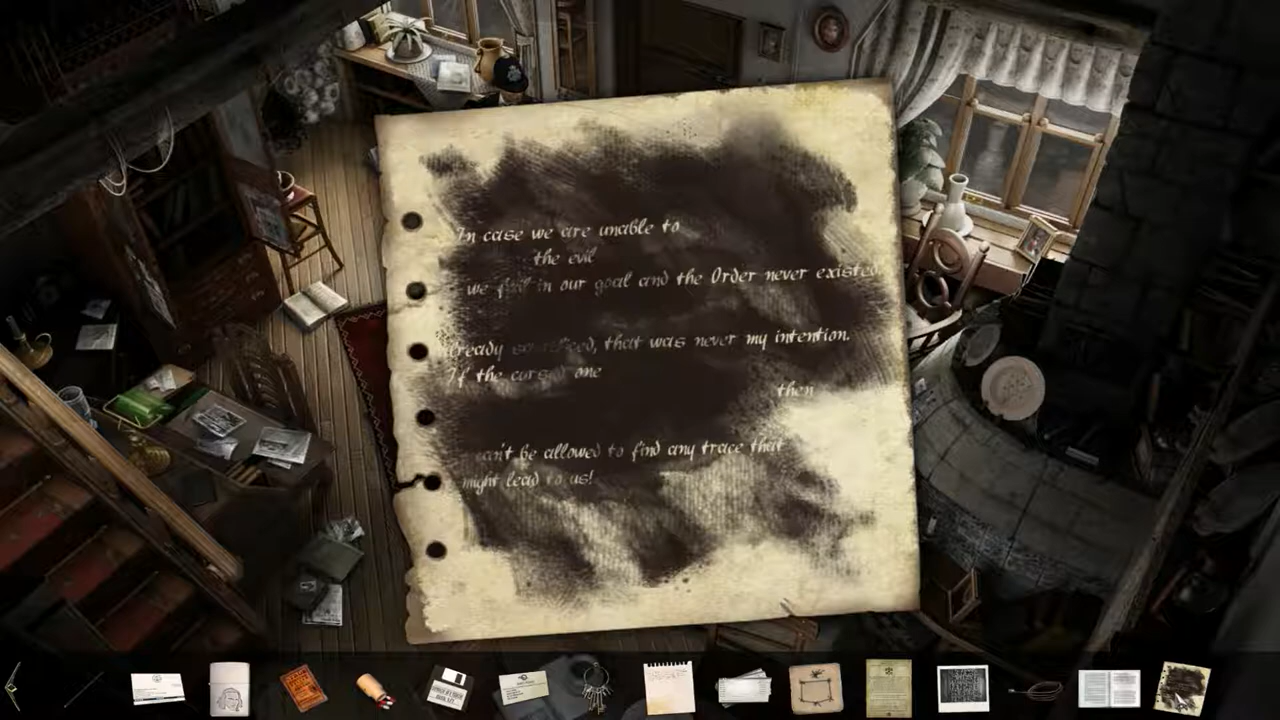 In case we are unable to
the evil
we fail in our goal and the Order never existed.
already sacrificed, that was never my intention.
If the cursed one
then
can't be allowed to find any trace that
might lead to us!